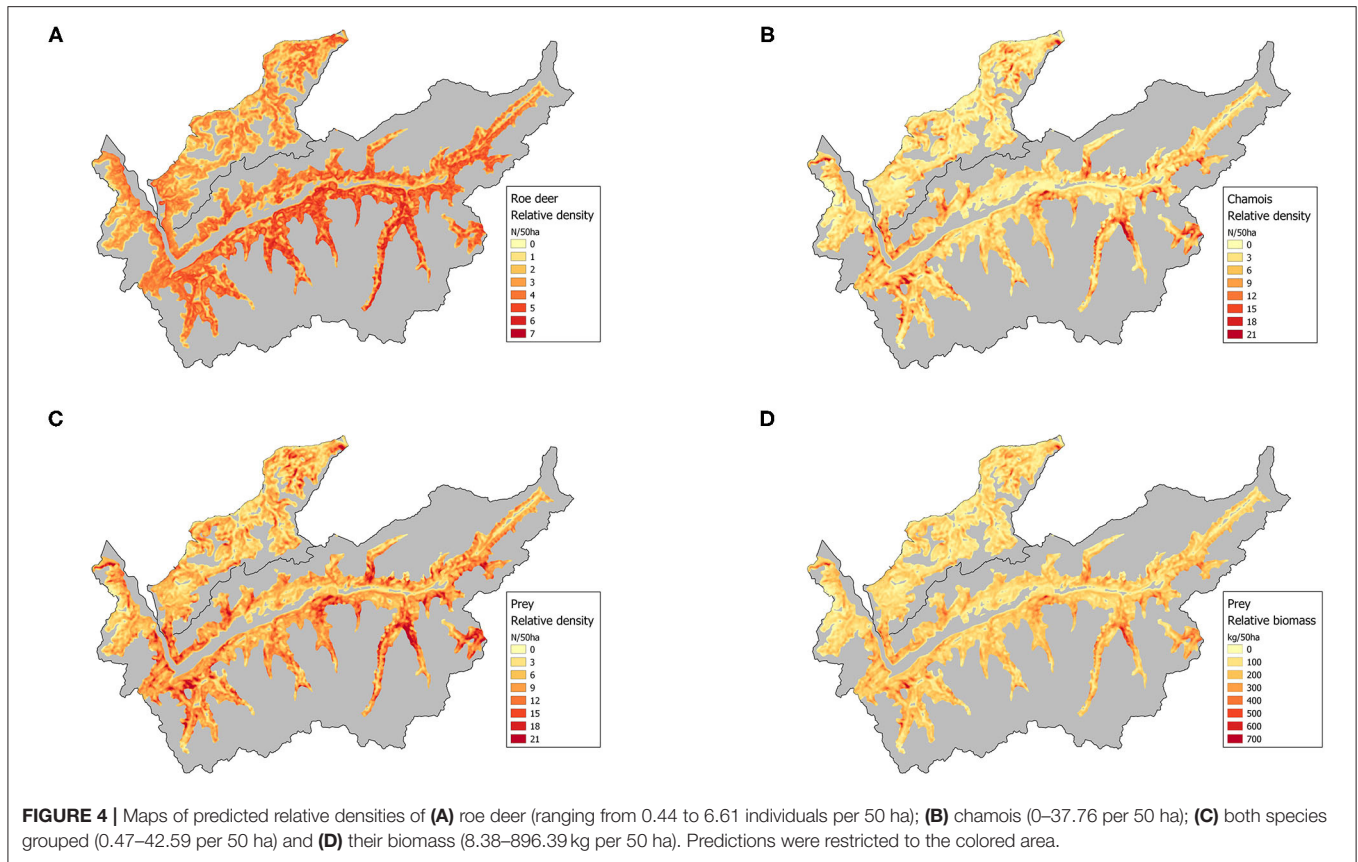 A
Roe deer
Relative density
N/50ha
0
1
2
3
4
5
6
7
B
Chamois
Relative density
N/50ha
0
3
6
9
12
15
18
21
C
Prey
Relative density
N/50ha
0
3
6
9
12
15
18
21
D
Prey
Relative biomass
kg/50ha
0
100
200
300
400
500
600
700
FIGURE 4 | Maps of predicted relative densities of (A) roe deer (ranging from 0.44 to 6.61 individuals per 50 ha); (B) chamois (0–37.76 per 50 ha); (C) both species
grouped (0.47–42.59 per 50 ha) and (D) their biomass (8.38–896.39 kg per 50 ha). Predictions were restricted to the colored area.